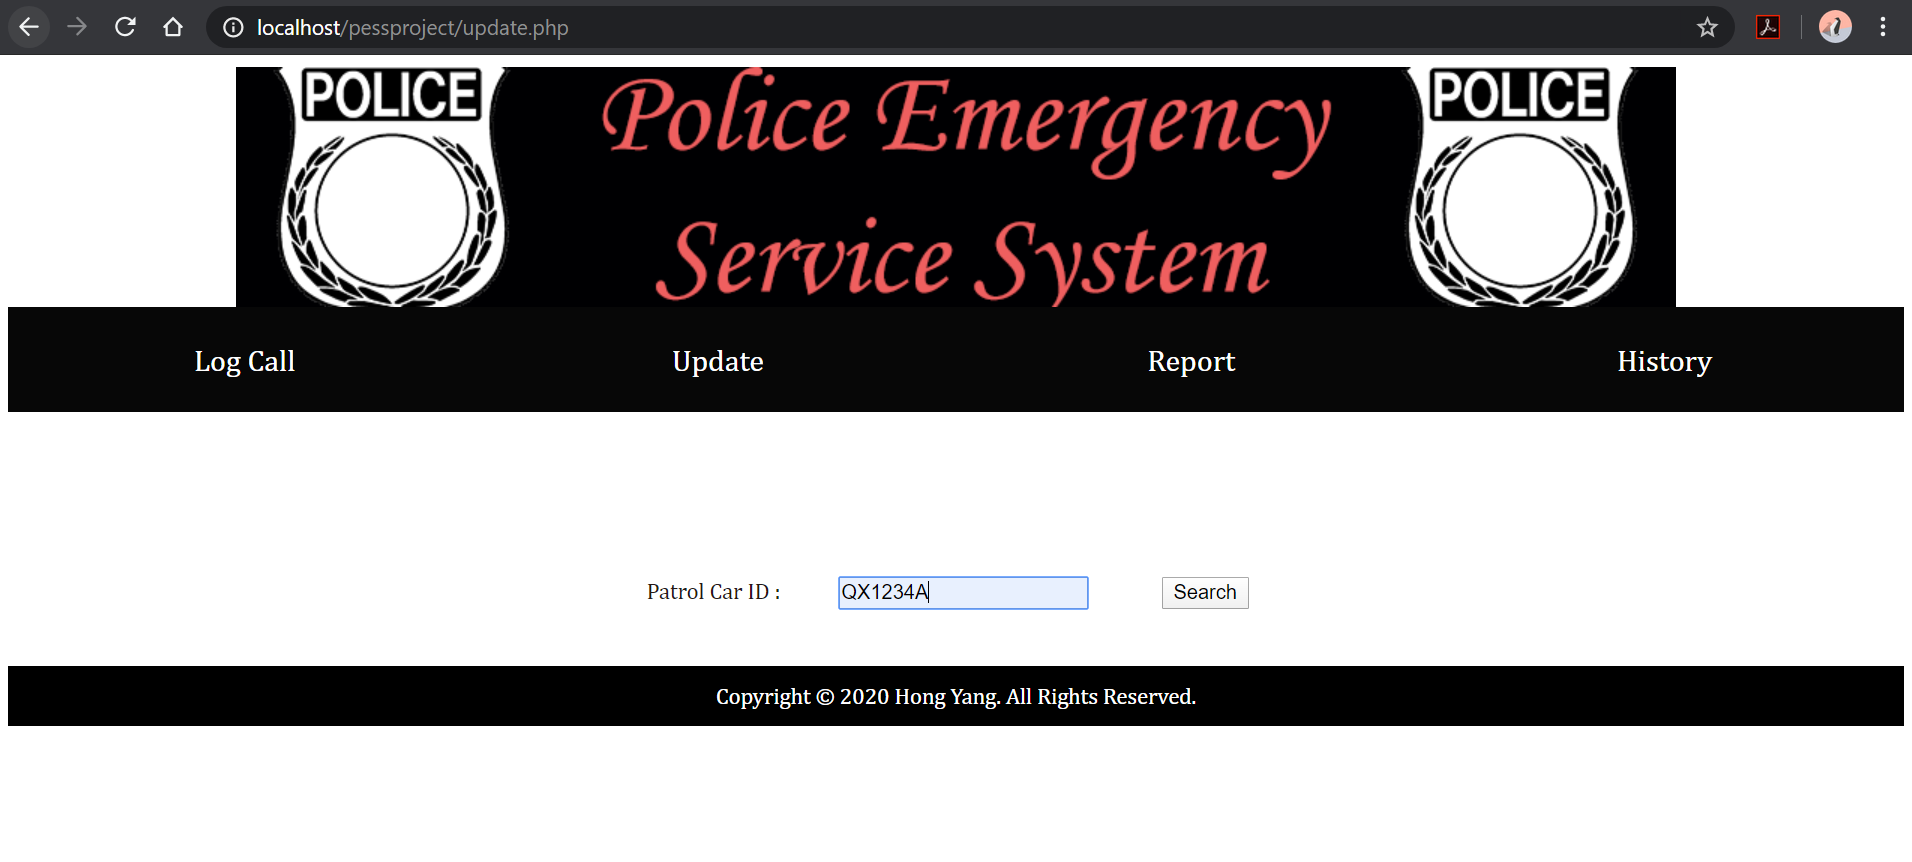 localhost/pessproject/update.php
POLICE
Police Emergency
Service System
POLICE
Log Call
Update
Report
History
Patrol Car ID :
QX1234A
Search
Copyright © 2020 Hong Yang. All Rights Reserved.